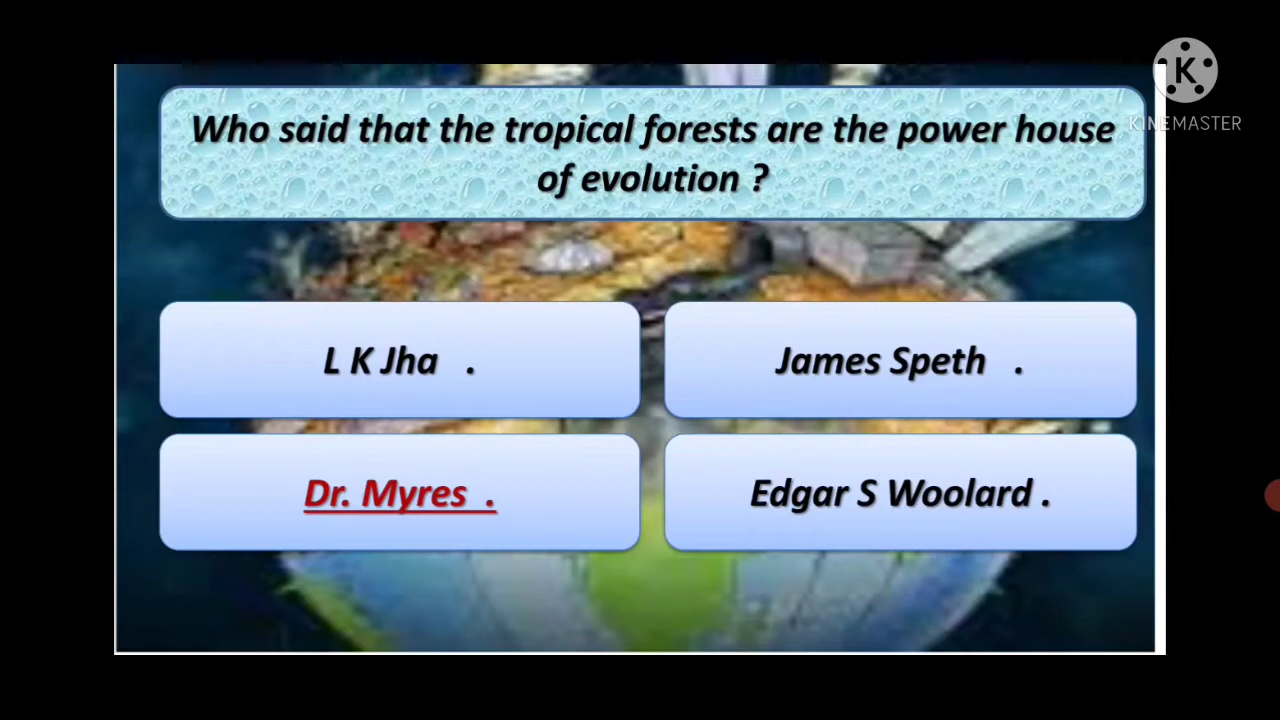 K
KINEMASTER
Who said that the tropical forests are the power house
of evolution ?
L K Jha .
James Speth .
Dr. Myres .
Edgar S Woolard .